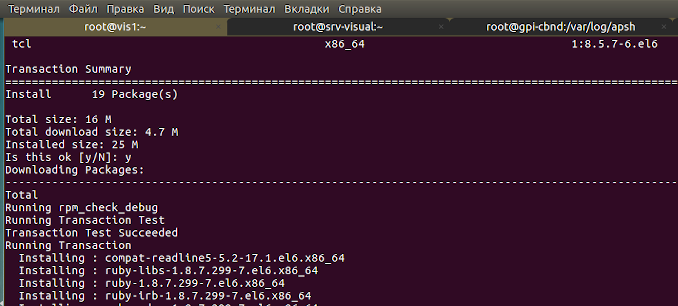 Терминал Файл Правка Вид Поиск Терминал Вкладки Справка
root@vis1:~ × root@srv-visual:~ × root@gpi-cbnd:/var/log/apsh
tcl x86_64 1:8.5.7-6.el6
Transaction Summary
================================================================================
Install 19 Package(s)
Total size: 16 M
Total download size: 4.7 M
Installed size: 25 M
Is this ok [y/N]: y
Downloading Packages:
--------------------------------------------------------------------------------
Total
Running rpm_check_debug
Running Transaction Test
Transaction Test Succeeded
Running Transaction
Installing : compat-readline5-5.2-17.1.el6.x86_64
Installing : ruby-libs-1.8.7.299-7.el6.x86_64
Installing : ruby-1.8.7.299-7.el6.x86_64
Installing : ruby-irb-1.8.7.299-7.el6.x86_64